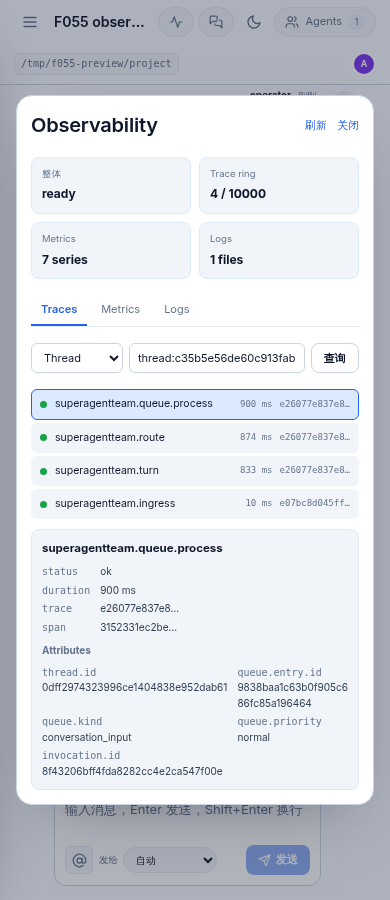 F055 obser...
Agents 1
/tmp/f055-preview/project
A
Observability
刷新 关闭
整体
ready
Trace ring
4 / 10000
Metrics
7 series
Logs
1 files
Traces Metrics Logs
Thread thread:c35b5e56de60c913fab 查询
superagentteam.queue.process 900 ms e26077e837e8…
superagentteam.route 874 ms e26077e837e8…
superagentteam.turn 833 ms e26077e837e8…
superagentteam.ingress 10 ms e07bc8d045ff…
superagentteam.queue.process
status ok
duration 900 ms
trace e26077e837e8…
span 3152331ec2be…
Attributes
thread.id
0dff2974323996ce1404838e952dab61
queue.entry.id
9838baa1c63b0f905c6
86fc85a196464
queue.kind
conversation_input
queue.priority
normal
invocation.id
8f43206bff4fda8282cc4e2ca547f00e
输入消息，Enter 发送，Shift+Enter 换行
发给 自动 发送